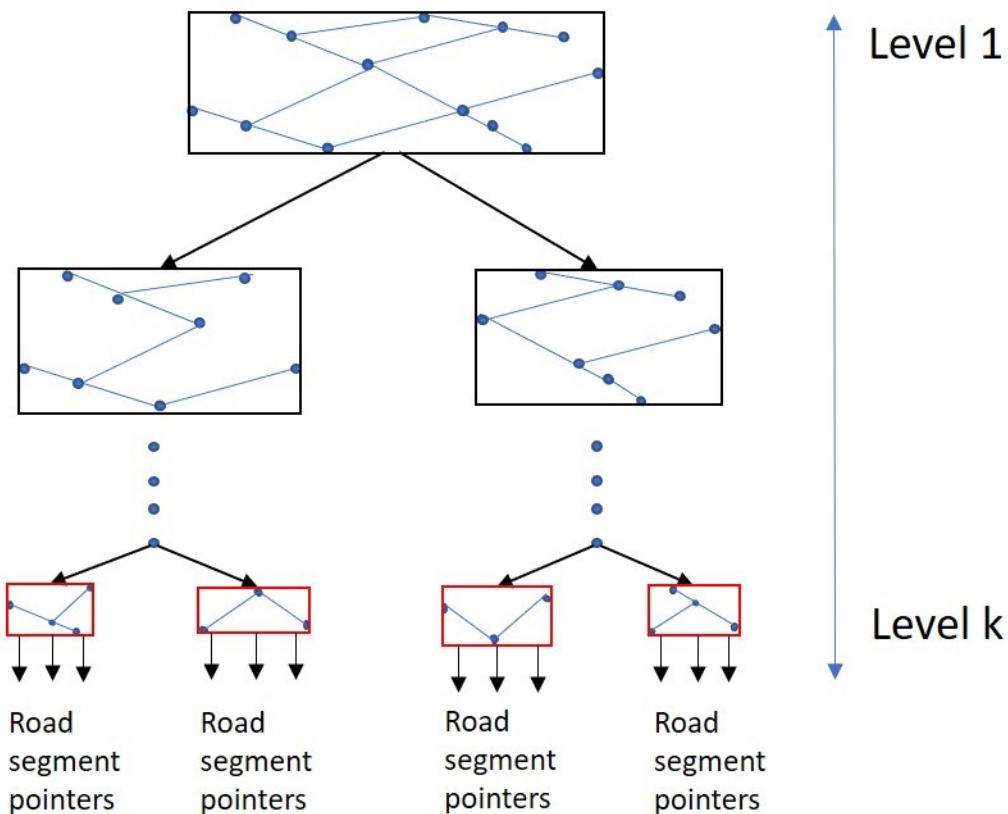 Level 1
Level k
Road
segment
pointers
Road
segment
pointers
Road
segment
pointers
Road
segment
pointers